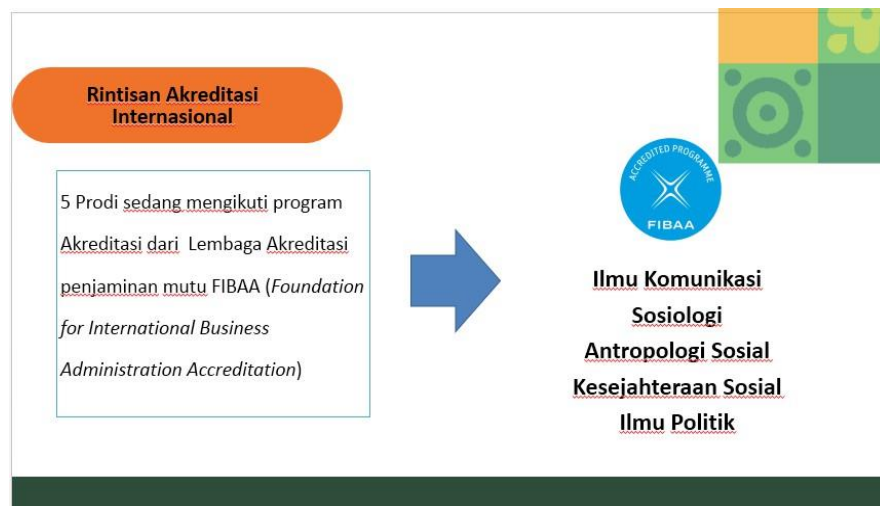 Rintisan Akreditasi
Internasional
5 Prodi sedang mengikuti program
Akreditasi dari Lembaga Akreditasi
penjaminan mutu FIBAA (Foundation
for International Business
Administration Accreditation)
ACCREDITED PROGRAMME
FIBAA
Ilmu Komunikasi
Sosiologi
Antropologi Sosial
Kesejahteraan Sosial
Ilmu Politik